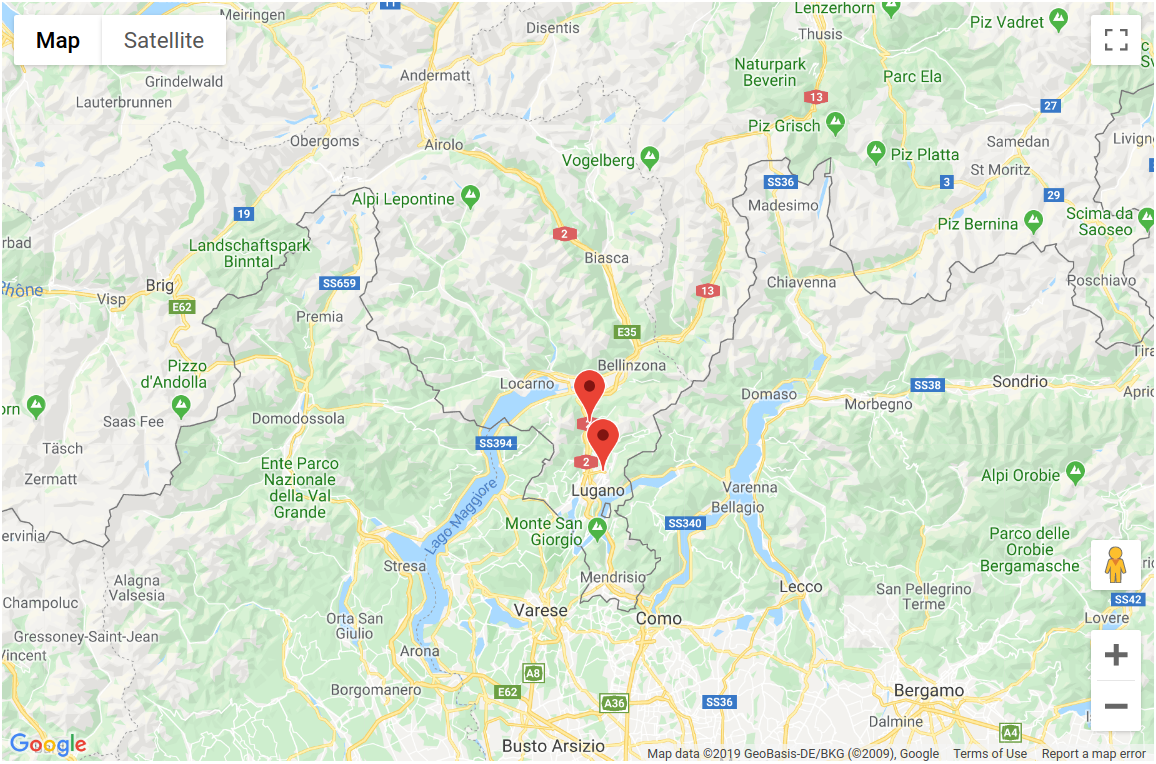 Meiringen
11
Lenzerhorn
Disentis
Thusis
Piz Vadret
Map
Satellite
Naturpark
Beverin
Parc Ela
Andermatt
Grindelwald
Lauterbrunnen
13
27
Piz Grisch
Obergoms
Airolo
Samedan
Livign
Vogelberg
Piz Platta
St Moritz
SS36
3
29
Alpi Lepontine
Madesimo
19
2
Piz Bernina
Scima da
Saoseo
rbad
Landschaftspark
Binntal
Biasca
Rhône
Brig
SS659
13
Chiavenna
Poschiavo
Visp
E62
Premia
E35
Tira
Pizzo
d'Andolla
Bellinzona
Locarno
Domaso
SS38
Sondrio
Apric
orn
Saas Fee
Domodossola
Morbegno
Täsch
SS394
2
Zermatt
Ente Parco
Nazionale
della Val
Grande
Lugano
Varenna
Bellagio
Alpi Orobie
Lago Maggiore
Monte San
Giorgio
SS340
ervinia
Parco delle
Orobie
Bergamasche
Stresa
Mendrisio
Alagna
Valsesia
Champoluc
Lecco
San Pellegrino
Terme
SS42
Varese
Como
Lovere
Orta San
Giulio
Gressoney-Saint-Jean
Vincent
Arona
A8
Borgomanero
E62
A36
SS36
Bergamo
Dalmine
A4
Busto Arsizio
Google
Map data ©2019 GeoBasis-DE/BKG (©2009), Google
Terms of Use
Report a map error